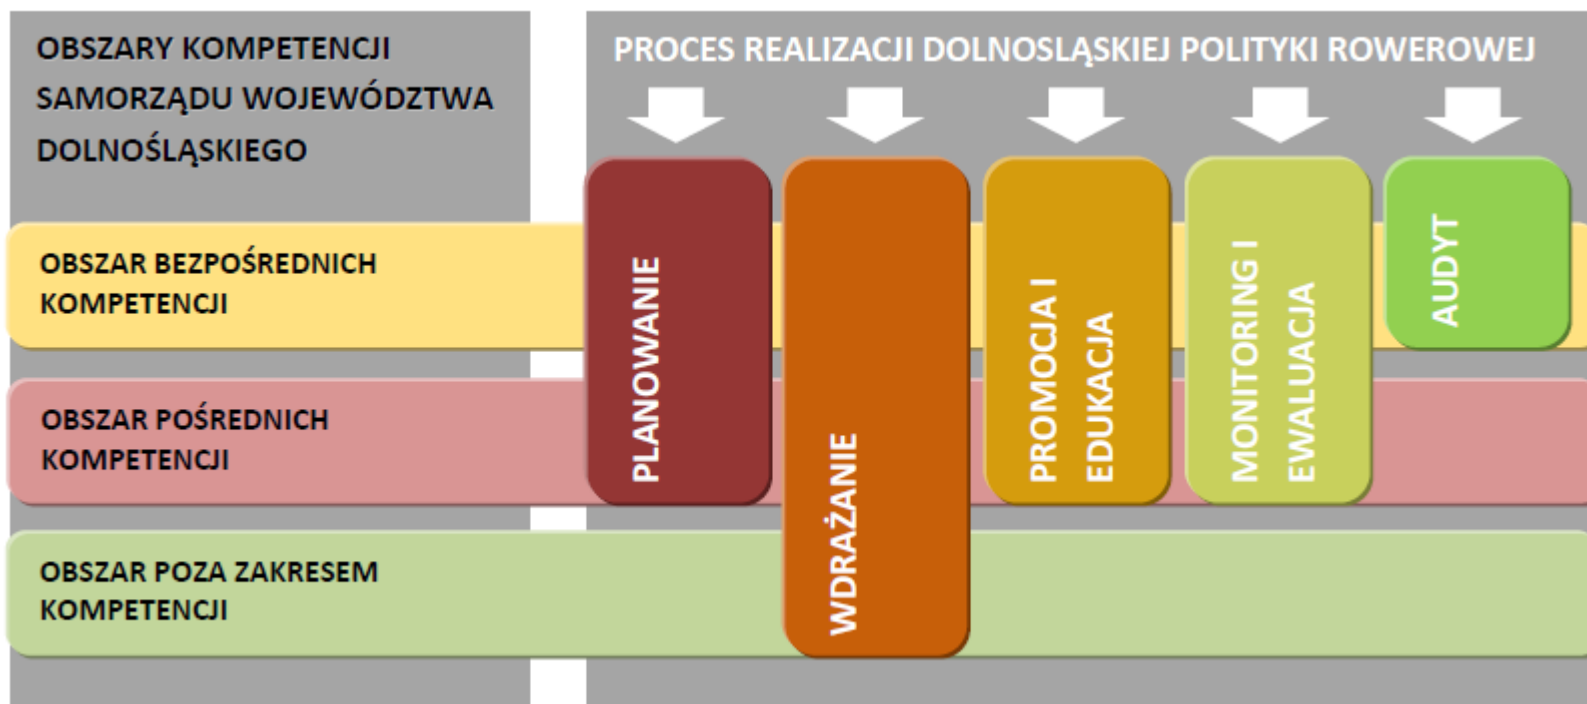 OBSZARY KOMPETENCJI
SAMORZĄDU WOJEWÓDZTWA
DOLNOŚLĄSKIEGO
PROCES REALIZACJI DOLNOSLĄSKIEJ POLITYKI ROWEROWEJ
OBSZAR BEZPOŚREDNICH
KOMPETENCJI
OBSZAR POŚREDNICH
KOMPETENCJI
OBSZAR POZA ZAKRESEM
KOMPETENCJI
PLANOWANIE
WDRAŻANIE
PROMOCJA I
EDUKACJA
MONITORING I
EWALUACJA
AUDYT